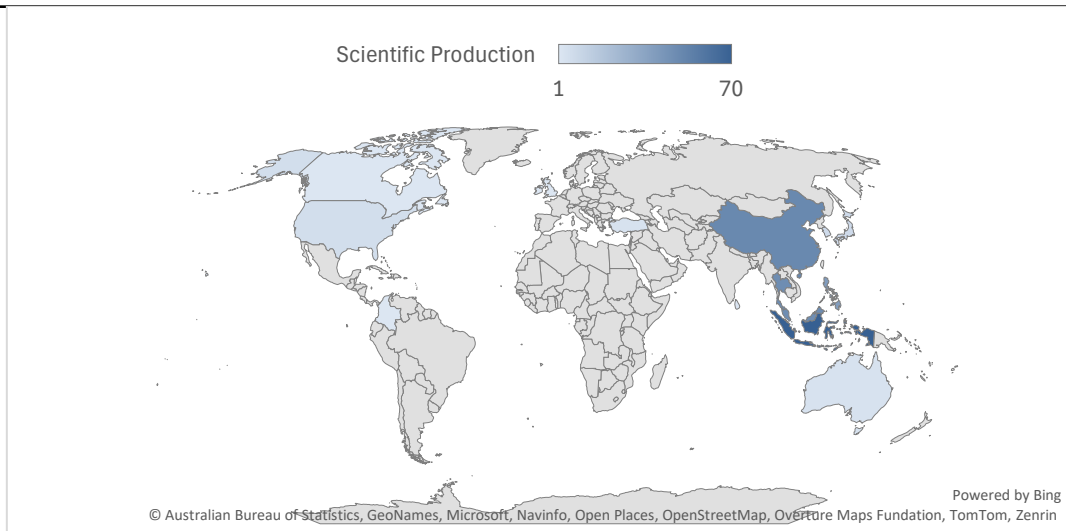 Scientific Production
1 70
Powered by Bing
© Australian Bureau of Statistics, GeoNames, Microsoft, Navinfo, Open Places, OpenStreetMap, Overture Maps Fundation, TomTom, Zenrin